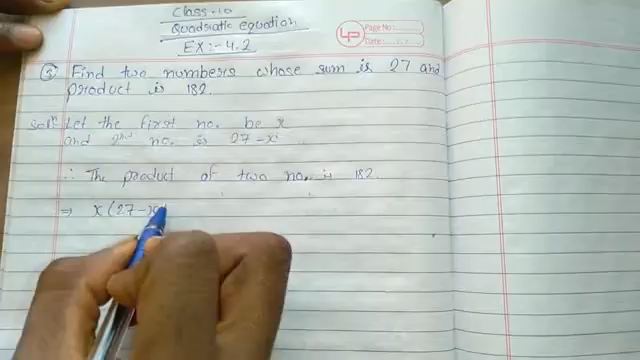 Class-10
Quadratic equation
EX:- 4.2
Page No.:
Date:
③ Find two numbers whose sum is 27 and
product is 182.
Solⁿ: Let the first no. be x
and 2nd no. is 27-x
∴ The product of two no. is 182.
⇒ x(27-x